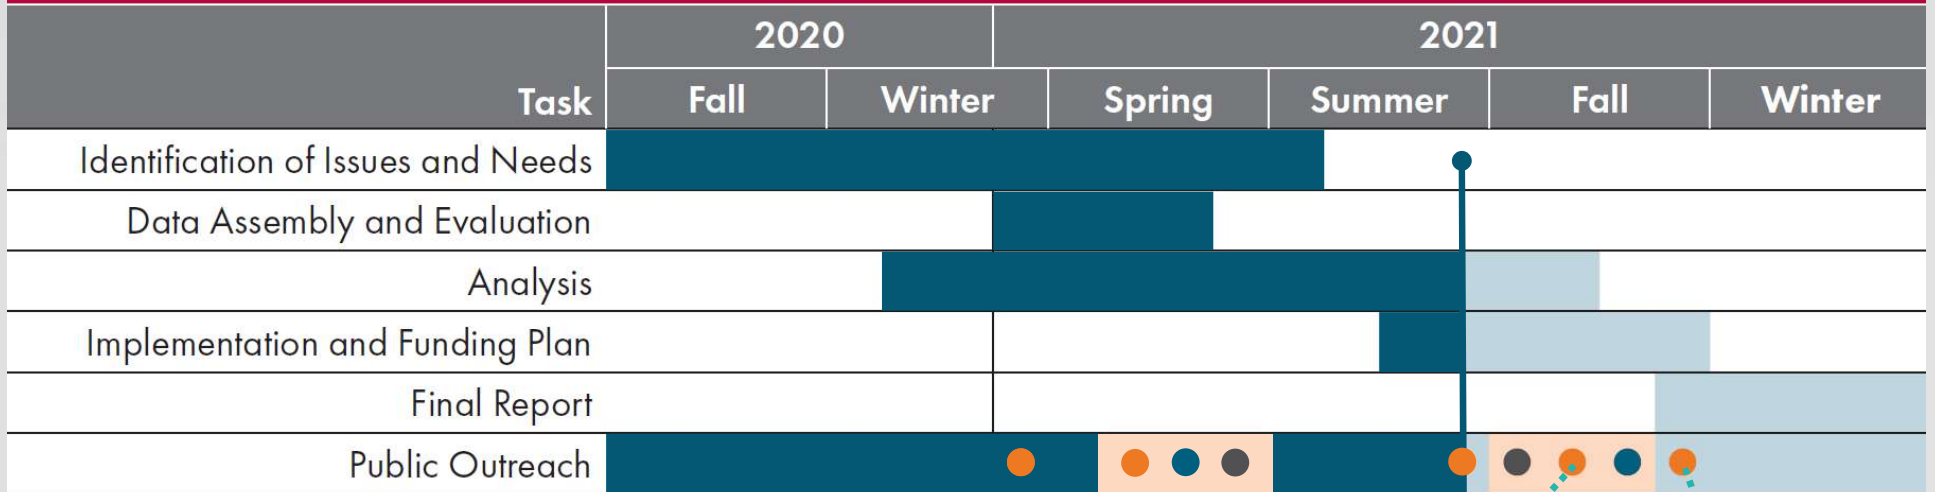 2020 2021
Task Fall Winter Spring Summer Fall Winter
Identification of Issues and Needs
Data Assembly and Evaluation
Analysis
Implementation and Funding Plan
Final Report
Public Outreach